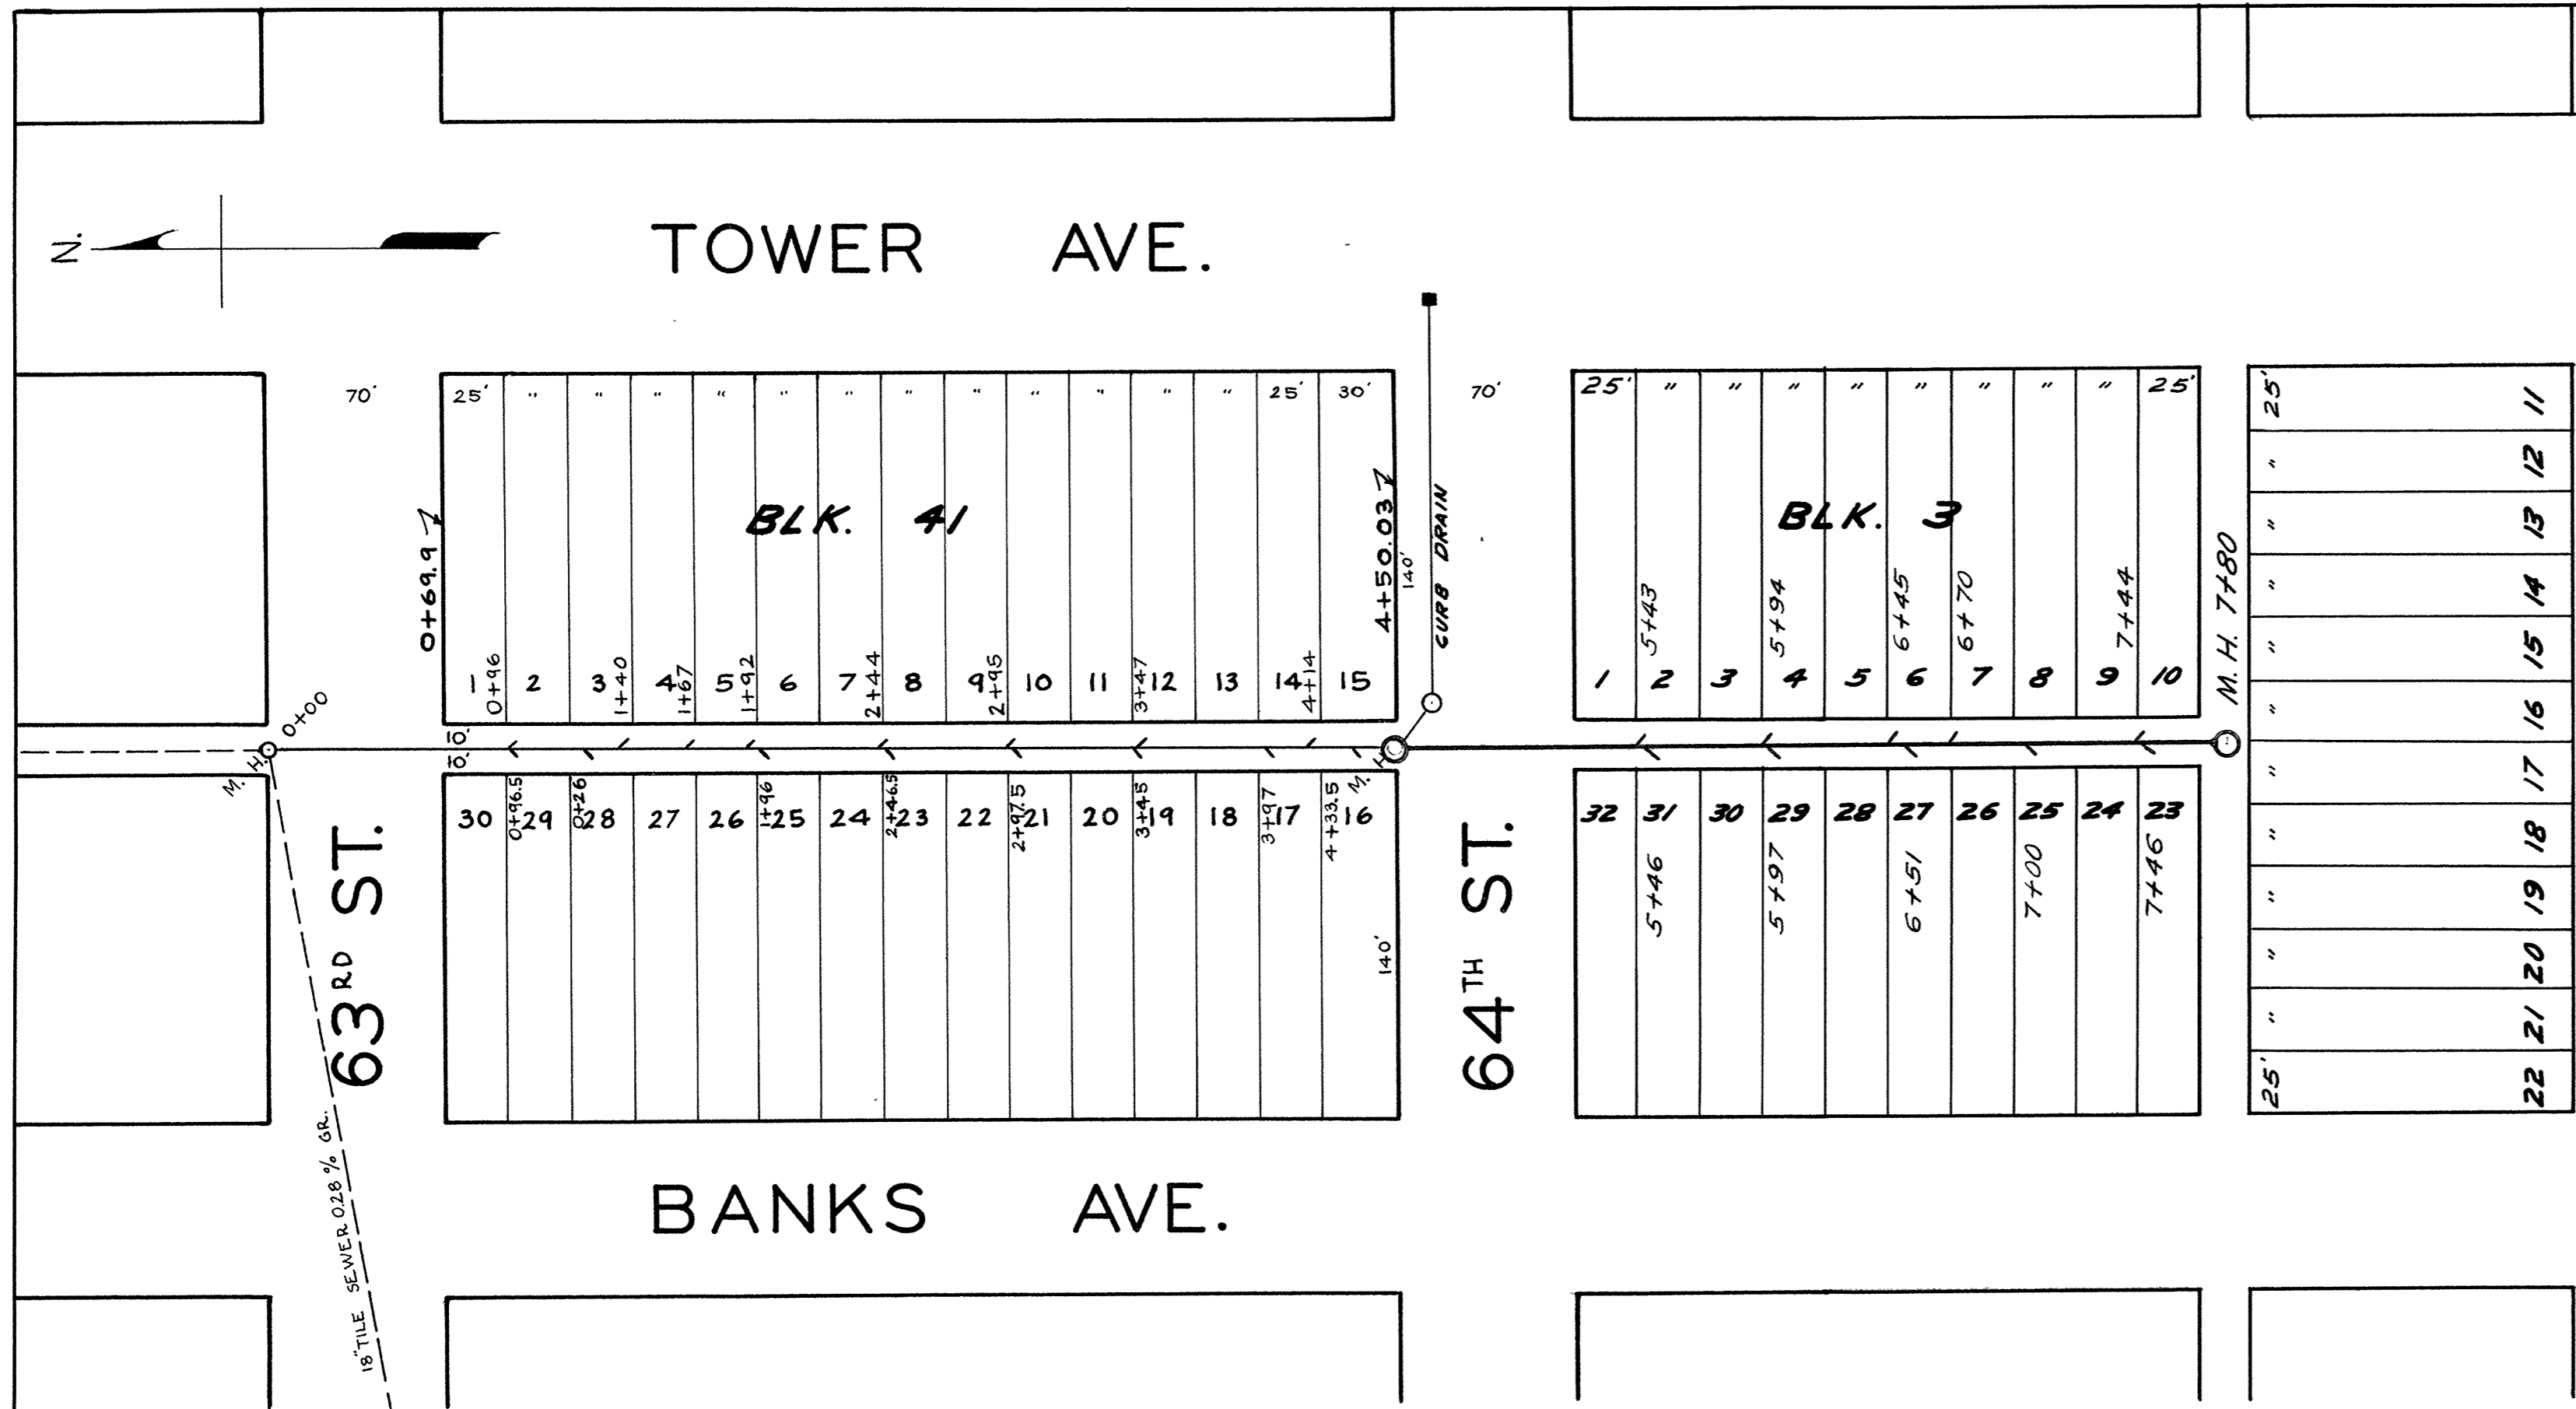 N.
TOWER AVE.
70'
25' " " " " " " " " " " " " 25' 30'
70'
25' " " " " " " " " 25'
BLK. 41
BLK. 3
0+69.9
4+50.03
140'
CURB DRAIN
5+43
5+94
6+45
6+70
7+44
M. H. 7+80
0+96
1+40
1+67
1+92
2+44
2+95
3+47
4+14
1 2 3 4 5 6 7 8 9 10 11 12 13 14 15
1 2 3 4 5 6 7 8 9 10
0+00
M. H.
10'
10'
M. H.
0+96.5
0+26
1+96
2+46.5
2+97.5
3+45
3+97
4+33.5
30 29 28 27 26 25 24 23 22 21 20 19 18 17 16
32 31 30 29 28 27 26 25 24 23
5+46
5+97
6+51
7+00
7+46
140'
25' 11
" 12
" 13
" 14
" 15
" 16
" 17
" 18
" 19
" 20
" 21
25' 22
63RD ST.
64TH ST.
18" TILE SEWER 0.28 % GR.
BANKS AVE.